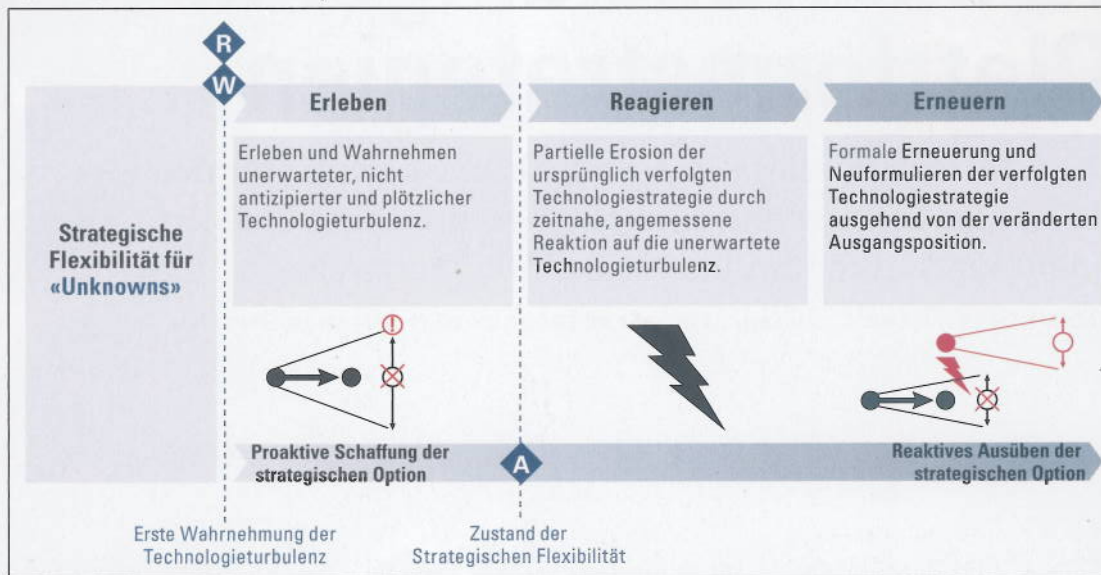 R
W
Erleben
Reagieren
Erneuern
Strategische
Flexibilität für
«Unknowns»
Erleben und Wahrnehmen
unerwarteter, nicht
antizipierter und plötzlicher
Technologieturbulenz.
Partielle Erosion der
ursprünglich verfolgten
Technologiestrategie durch
zeitnahe, angemessene
Reaktion auf die unerwartete
Technologieturbulenz.
Formale Erneuerung und
Neuformulieren der verfolgten
Technologiestrategie
ausgehend von der veränderten
Ausgangsposition.
!
Proaktive Schaffung der
strategischen Option
A
Reaktives Ausüben der
strategischen Option
Erste Wahrnehmung der
Technologieturbulenz
Zustand der
Strategischen Flexibilität